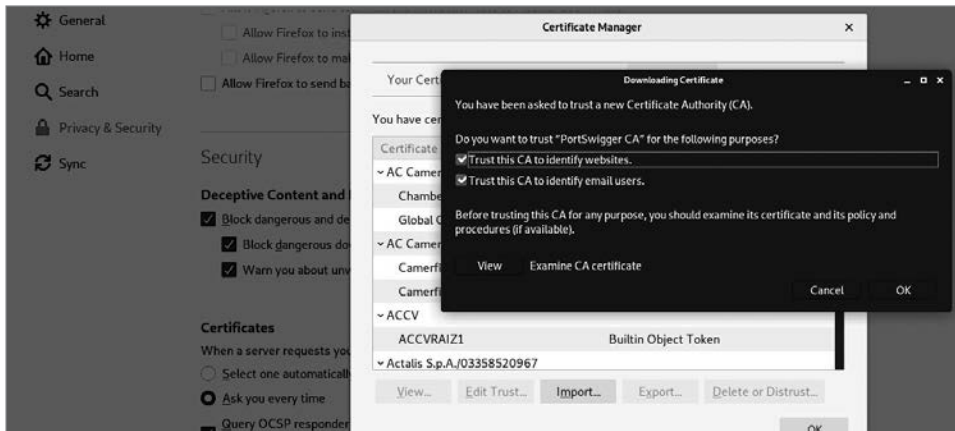 General
Home
Search
Privacy & Security
Sync
Allow Firefox to inst
Allow Firefox to mal
Allow Firefox to send ba
Security
Deceptive Content and
Block dangerous and de
Block dangerous do
Warn you about unv
Certificates
When a server requests you
Select one automatical
Ask you every time
Query OCSP responder
Certificate Manager
Your Cert
You have cer
Certificate
AC Camer
Chambe
Global C
AC Camer
Camerfi
Camerfi
ACCV
ACCVRAIZ1 Builtin Object Token
Actalis S.p.A./03358520967
View... Edit Trust... Import... Export... Delete or Distrust...
OK
Downloading Certificate
You have been asked to trust a new Certificate Authority (CA).
Do you want to trust "PortSwigger CA" for the following purposes?
Trust this CA to identify websites.
Trust this CA to identify email users.
Before trusting this CA for any purpose, you should examine its certificate and its policy and
procedures (if available).
View Examine CA certificate
Cancel OK